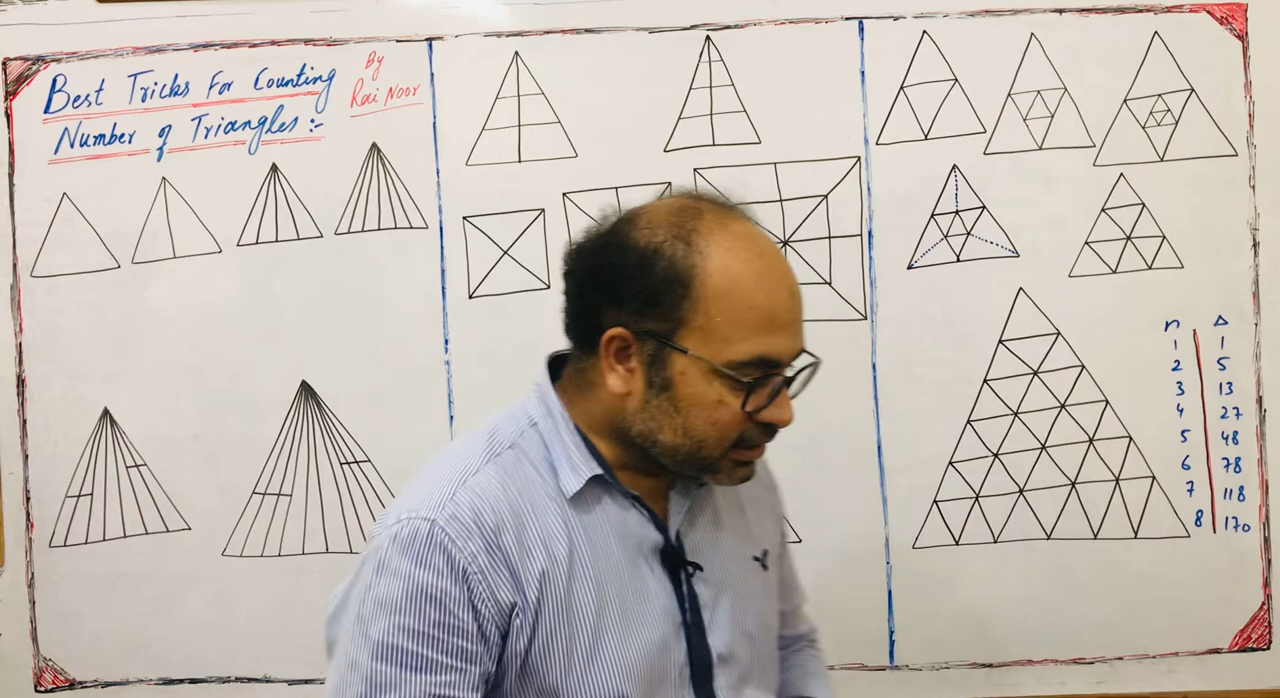 Best Tricks For Counting
Number of Triangles:-
By
Rai Noor
n Δ
1 1
2 5
3 13
4 27
5 48
6 78
7 118
8 170